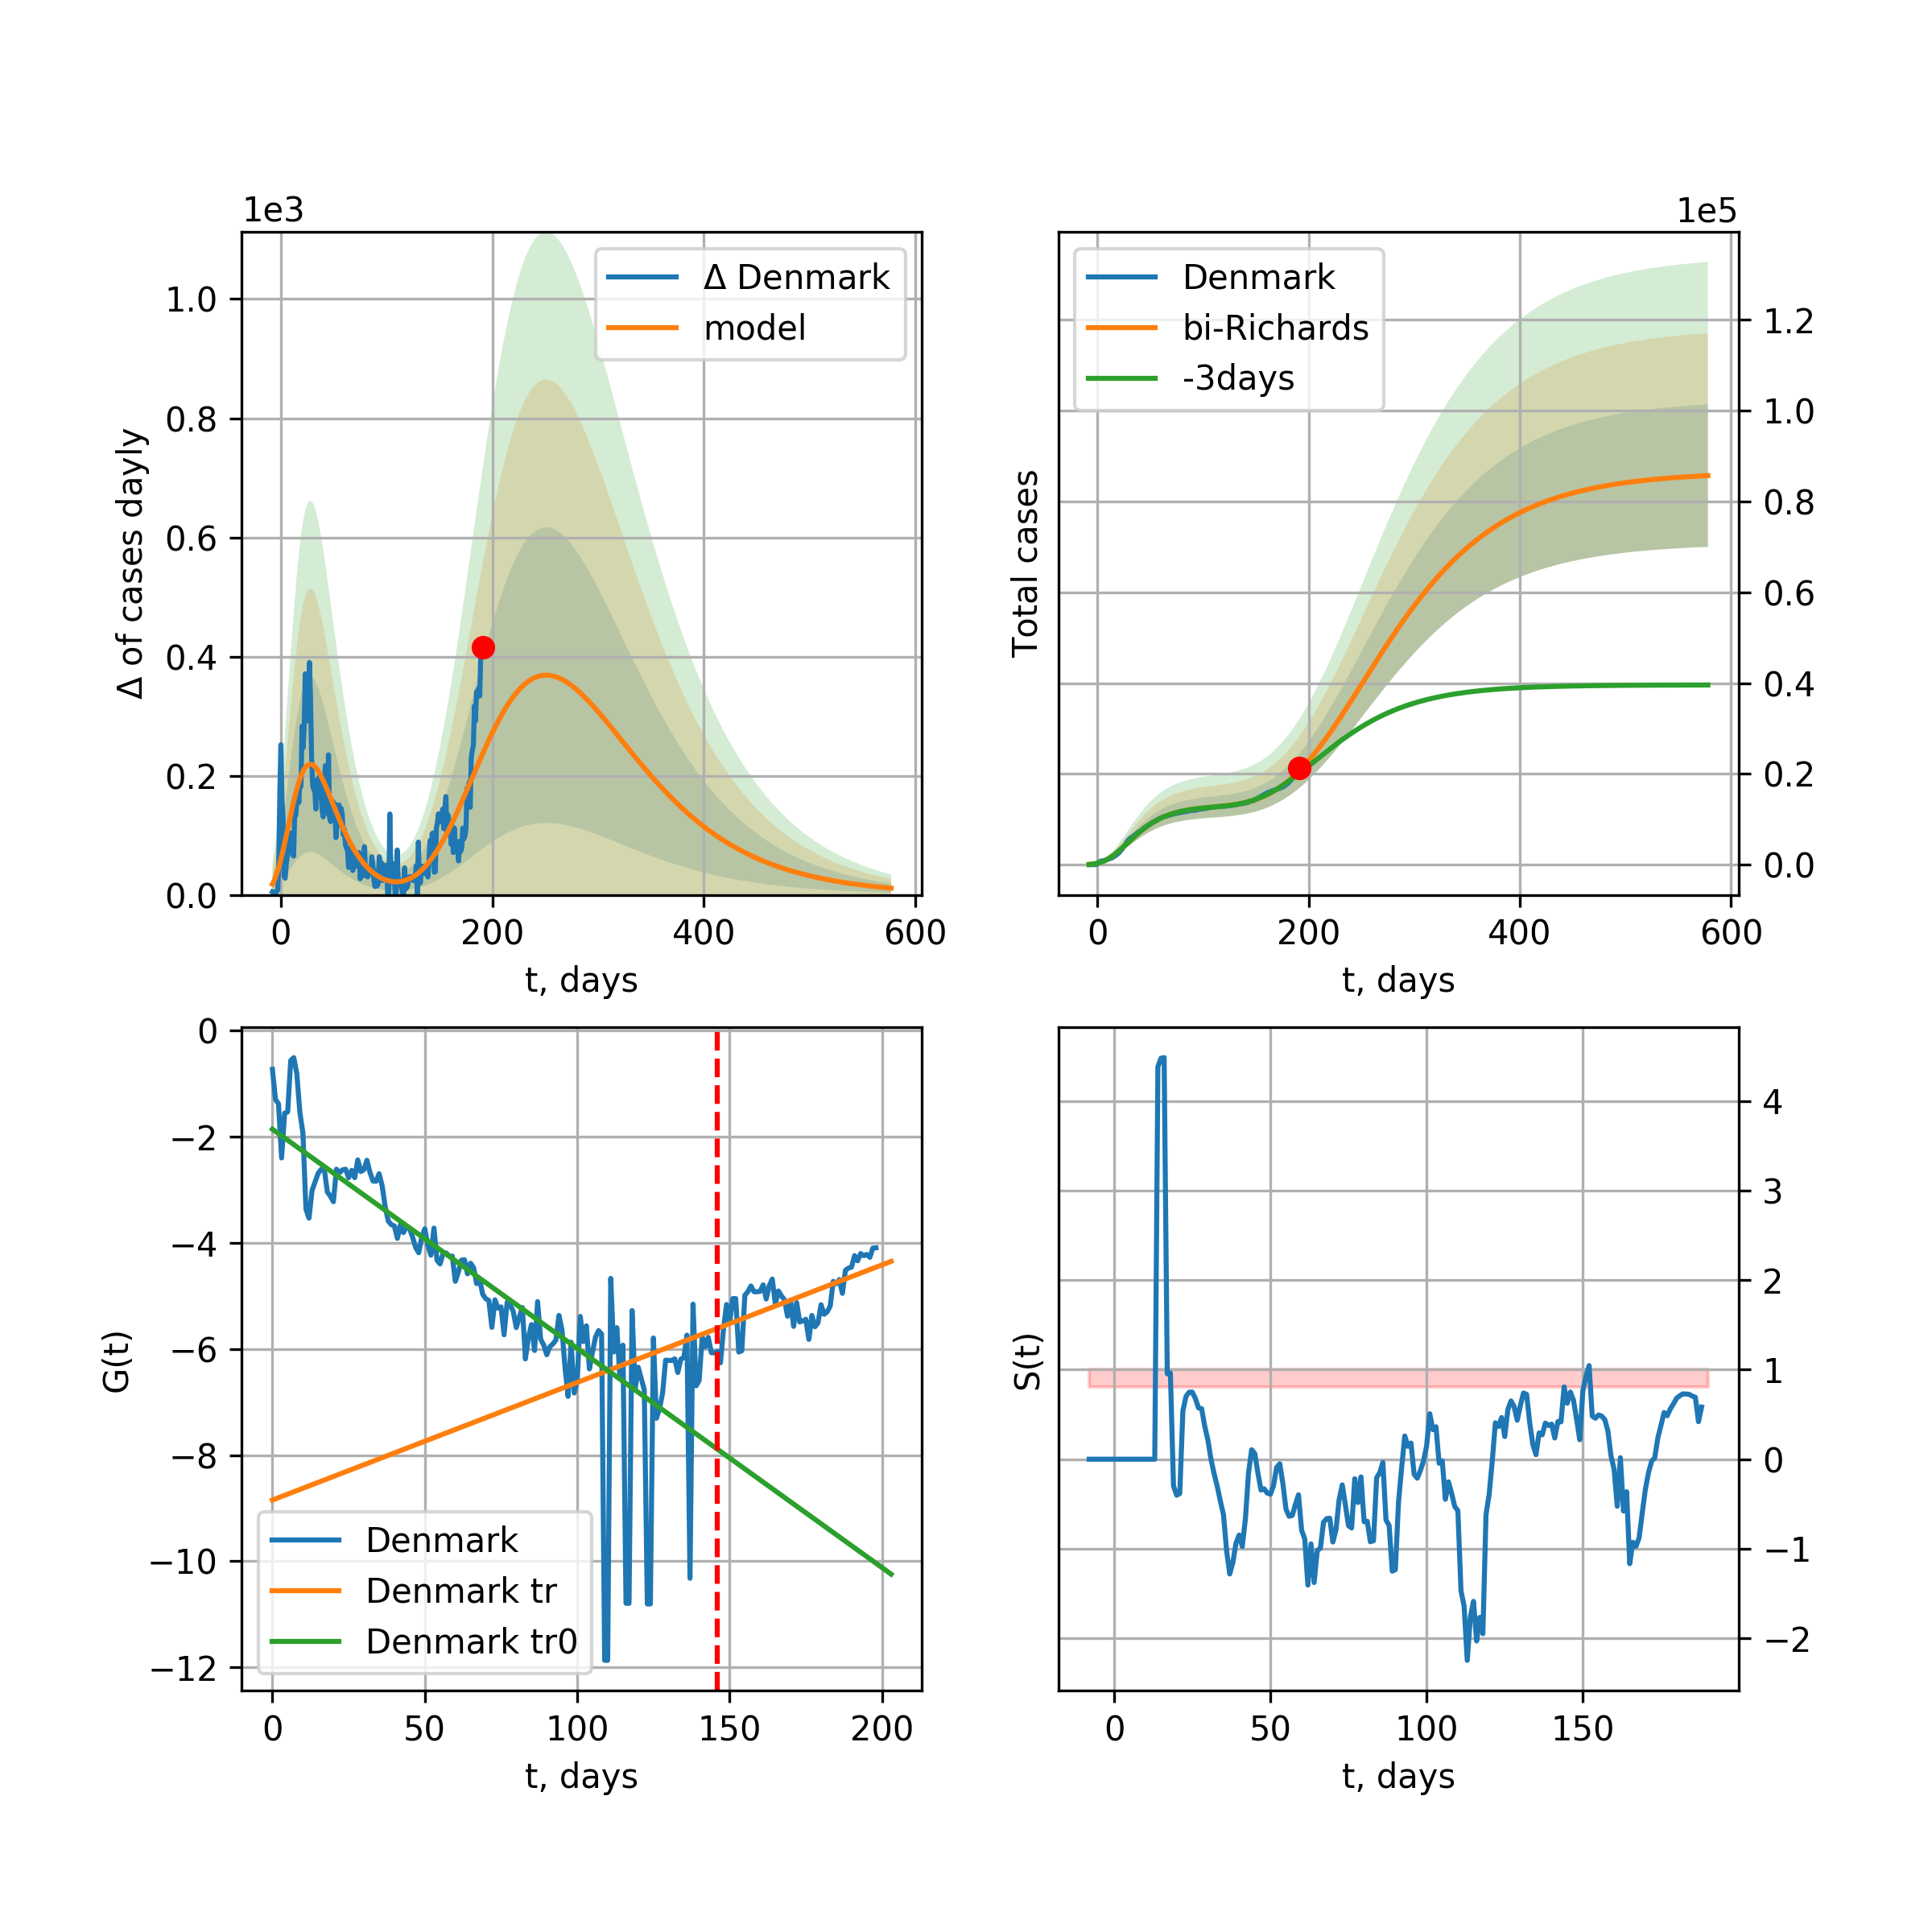 1e3
1.0
0.8
0.6
0.4
0.2
0.0
Δ of cases dayly
Δ Denmark
model
0
200
400
600
t, days
1e5
Total cases
Denmark
bi-Richards
-3days
1.2
1.0
0.8
0.6
0.4
0.2
0.0
0
200
400
600
t, days
0
−2
−4
−6
−8
−10
−12
G(t)
Denmark
Denmark tr
Denmark tr0
0
50
100
150
200
t, days
S(t)
4
3
2
1
0
−1
−2
0
50
100
150
t, days